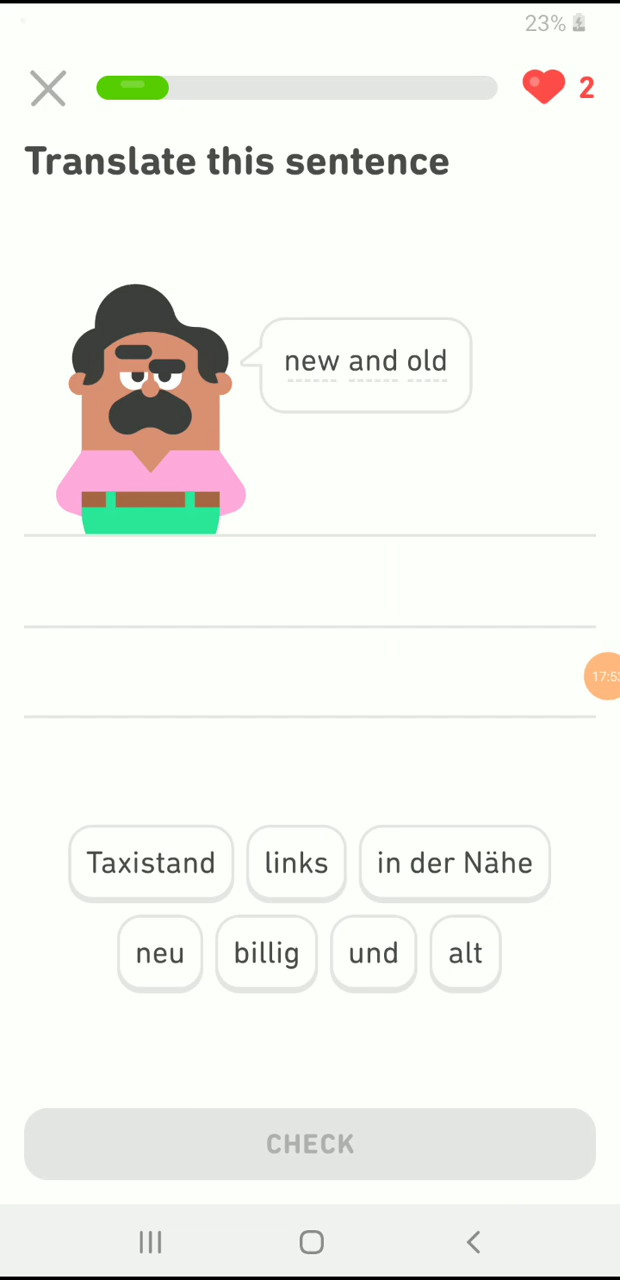 23%
2
Translate this sentence
new and old
Taxistand links in der Nähe
neu billig und alt
CHECK